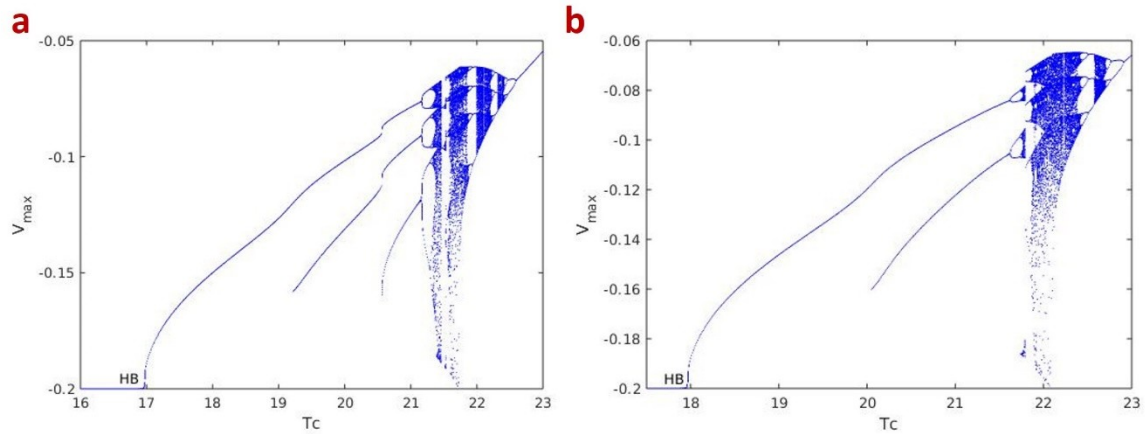 a
b
-0.05
-0.1
-0.15
-0.2
V_max
HB
16 17 18 19 20 21 22 23
Tc
-0.06
-0.08
-0.1
-0.12
-0.14
-0.16
-0.18
-0.2
V_max
HB
18 19 20 21 22 23
Tc